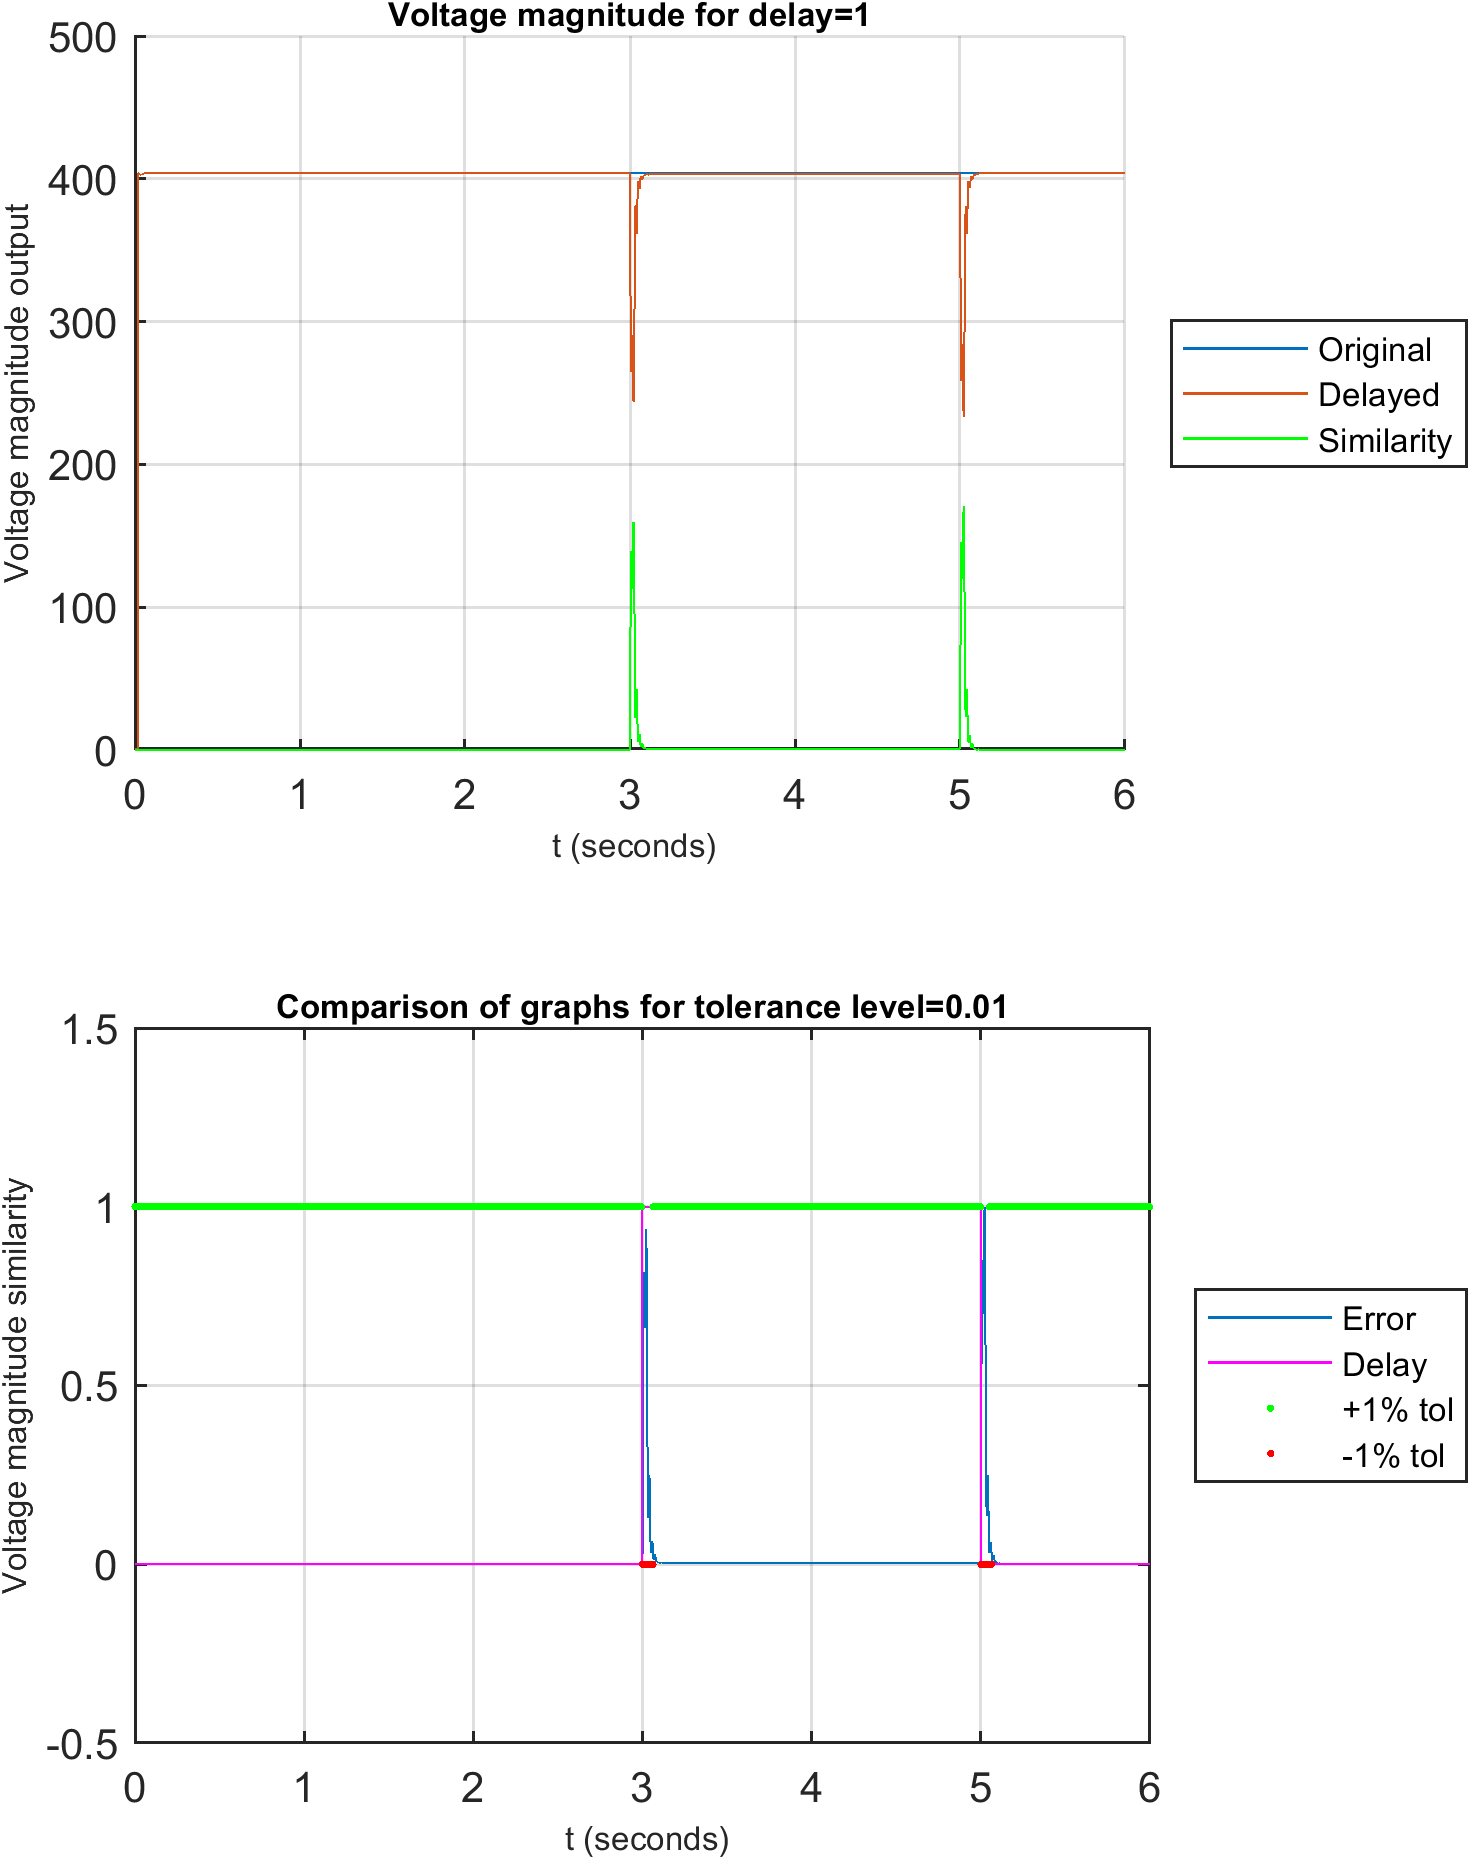 Voltage magnitude for delay=1
500
400
300
200
100
0
Voltage magnitude output
0 1 2 3 4 5 6
t (seconds)
Original
Delayed
Similarity
Comparison of graphs for tolerance level=0.01
1.5
1
0.5
0
-0.5
Voltage magnitude similarity
0 1 2 3 4 5 6
t (seconds)
Error
Delay
+1% tol
-1% tol